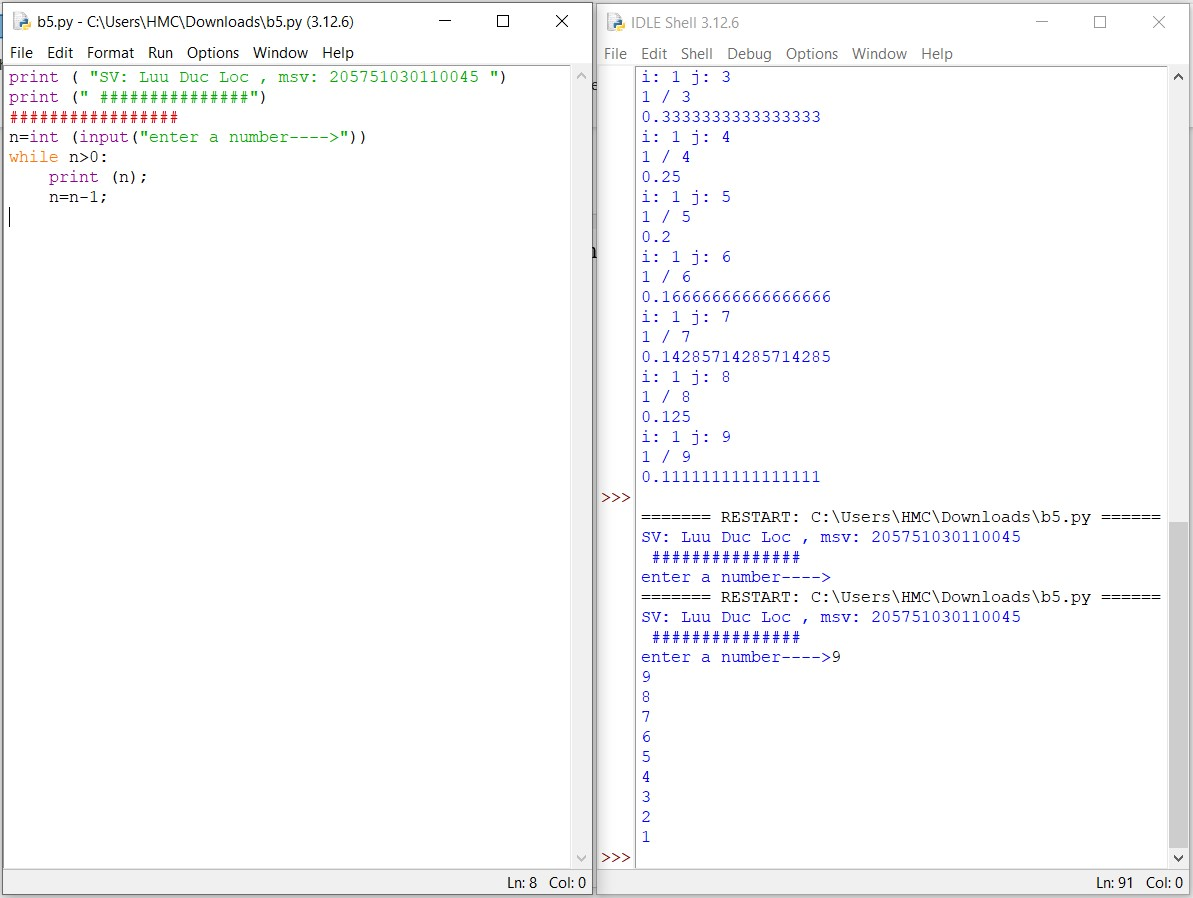 b5.py - C:\Users\HMC\Downloads\b5.py (3.12.6)
File Edit Format Run Options Window Help
print ( "SV: Luu Duc Loc , msv: 205751030110045 ")
print (" ###############")
#################
n=int (input("enter a number---->"))
while n>0:
    print (n);
    n=n-1;
Ln: 8 Col: 0
IDLE Shell 3.12.6
File Edit Shell Debug Options Window Help
i: 1 j: 3
1 / 3
0.3333333333333333
i: 1 j: 4
1 / 4
0.25
i: 1 j: 5
1 / 5
0.2
i: 1 j: 6
1 / 6
0.16666666666666666
i: 1 j: 7
1 / 7
0.14285714285714285
i: 1 j: 8
1 / 8
0.125
i: 1 j: 9
1 / 9
0.1111111111111111
>>>
======= RESTART: C:\Users\HMC\Downloads\b5.py ======
SV: Luu Duc Loc , msv: 205751030110045
 ###############
enter a number---->
======= RESTART: C:\Users\HMC\Downloads\b5.py ======
SV: Luu Duc Loc , msv: 205751030110045
 ###############
enter a number---->9
9
8
7
6
5
4
3
2
1
>>>
Ln: 91 Col: 0